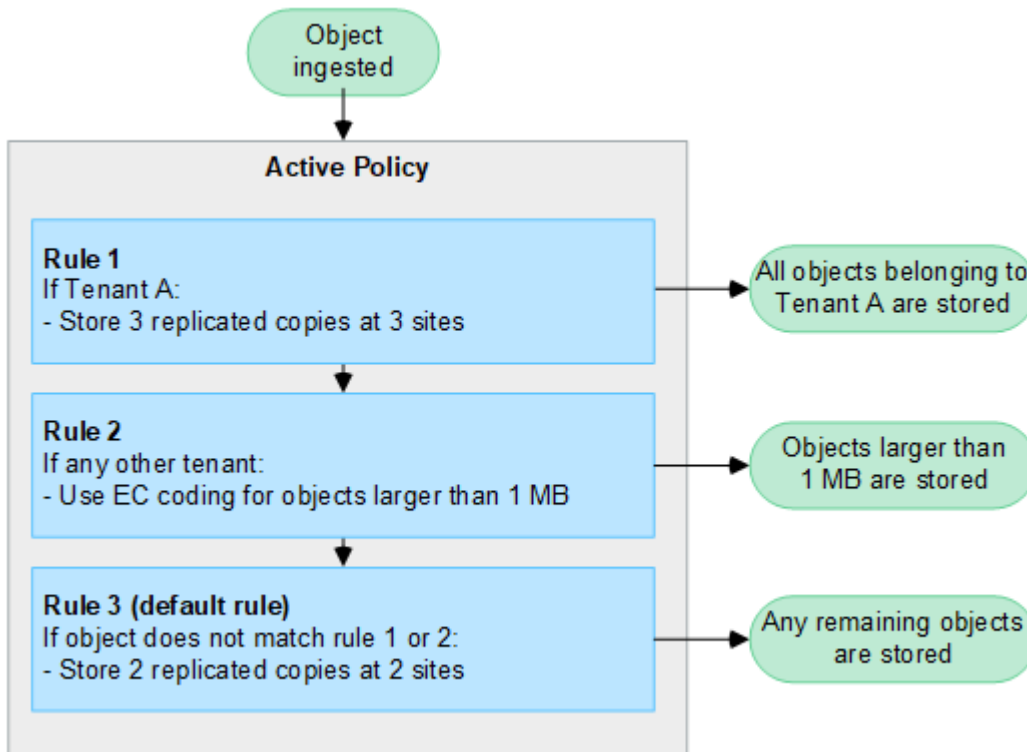 Object
ingested
Active Policy
Rule 1
If Tenant A:
- Store 3 replicated copies at 3 sites
All objects belonging to
Tenant A are stored
Rule 2
If any other tenant:
- Use EC coding for objects larger than 1 MB
Objects larger than
1 MB are stored
Rule 3 (default rule)
If object does not match rule 1 or 2:
- Store 2 replicated copies at 2 sites
Any remaining objects
are stored